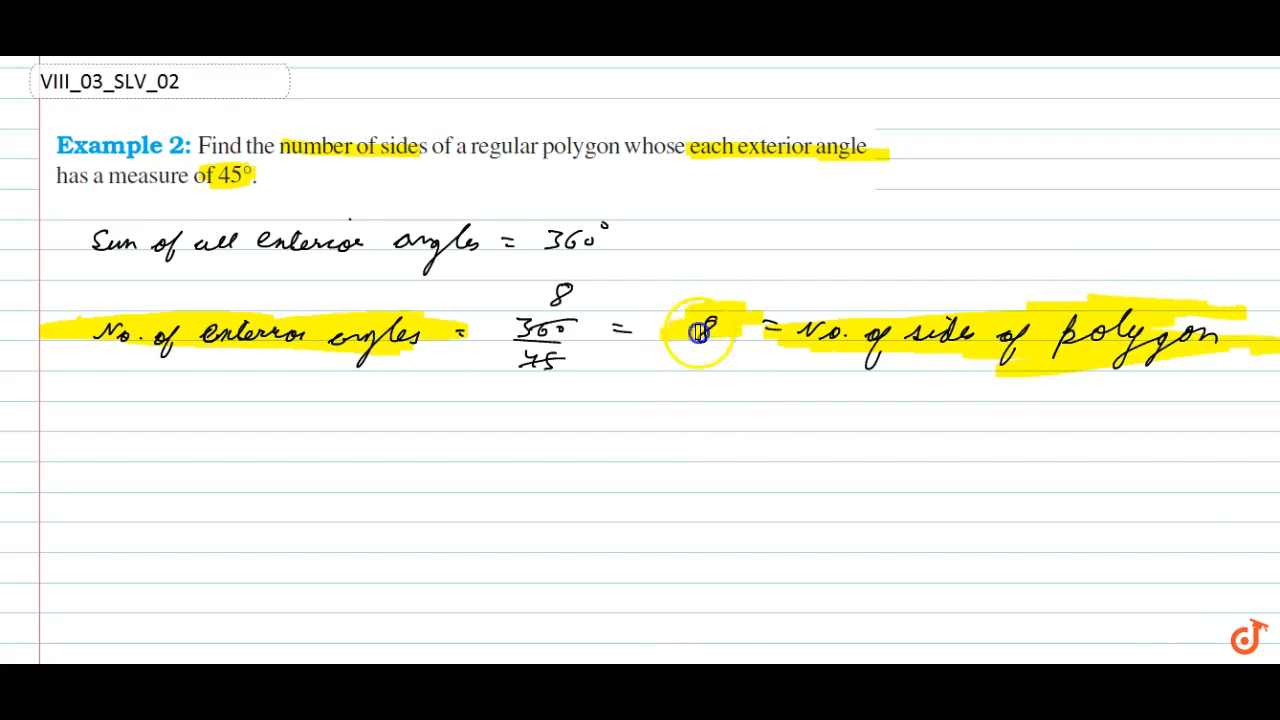 VIII_03_SLV_02
Example 2: Find the number of sides of a regular polygon whose each exterior angle
has a measure of 45°.
Sum of all exterior angles = 360°
8
No. of exterior angles = 360/45 = 8 = No. of side of polygon